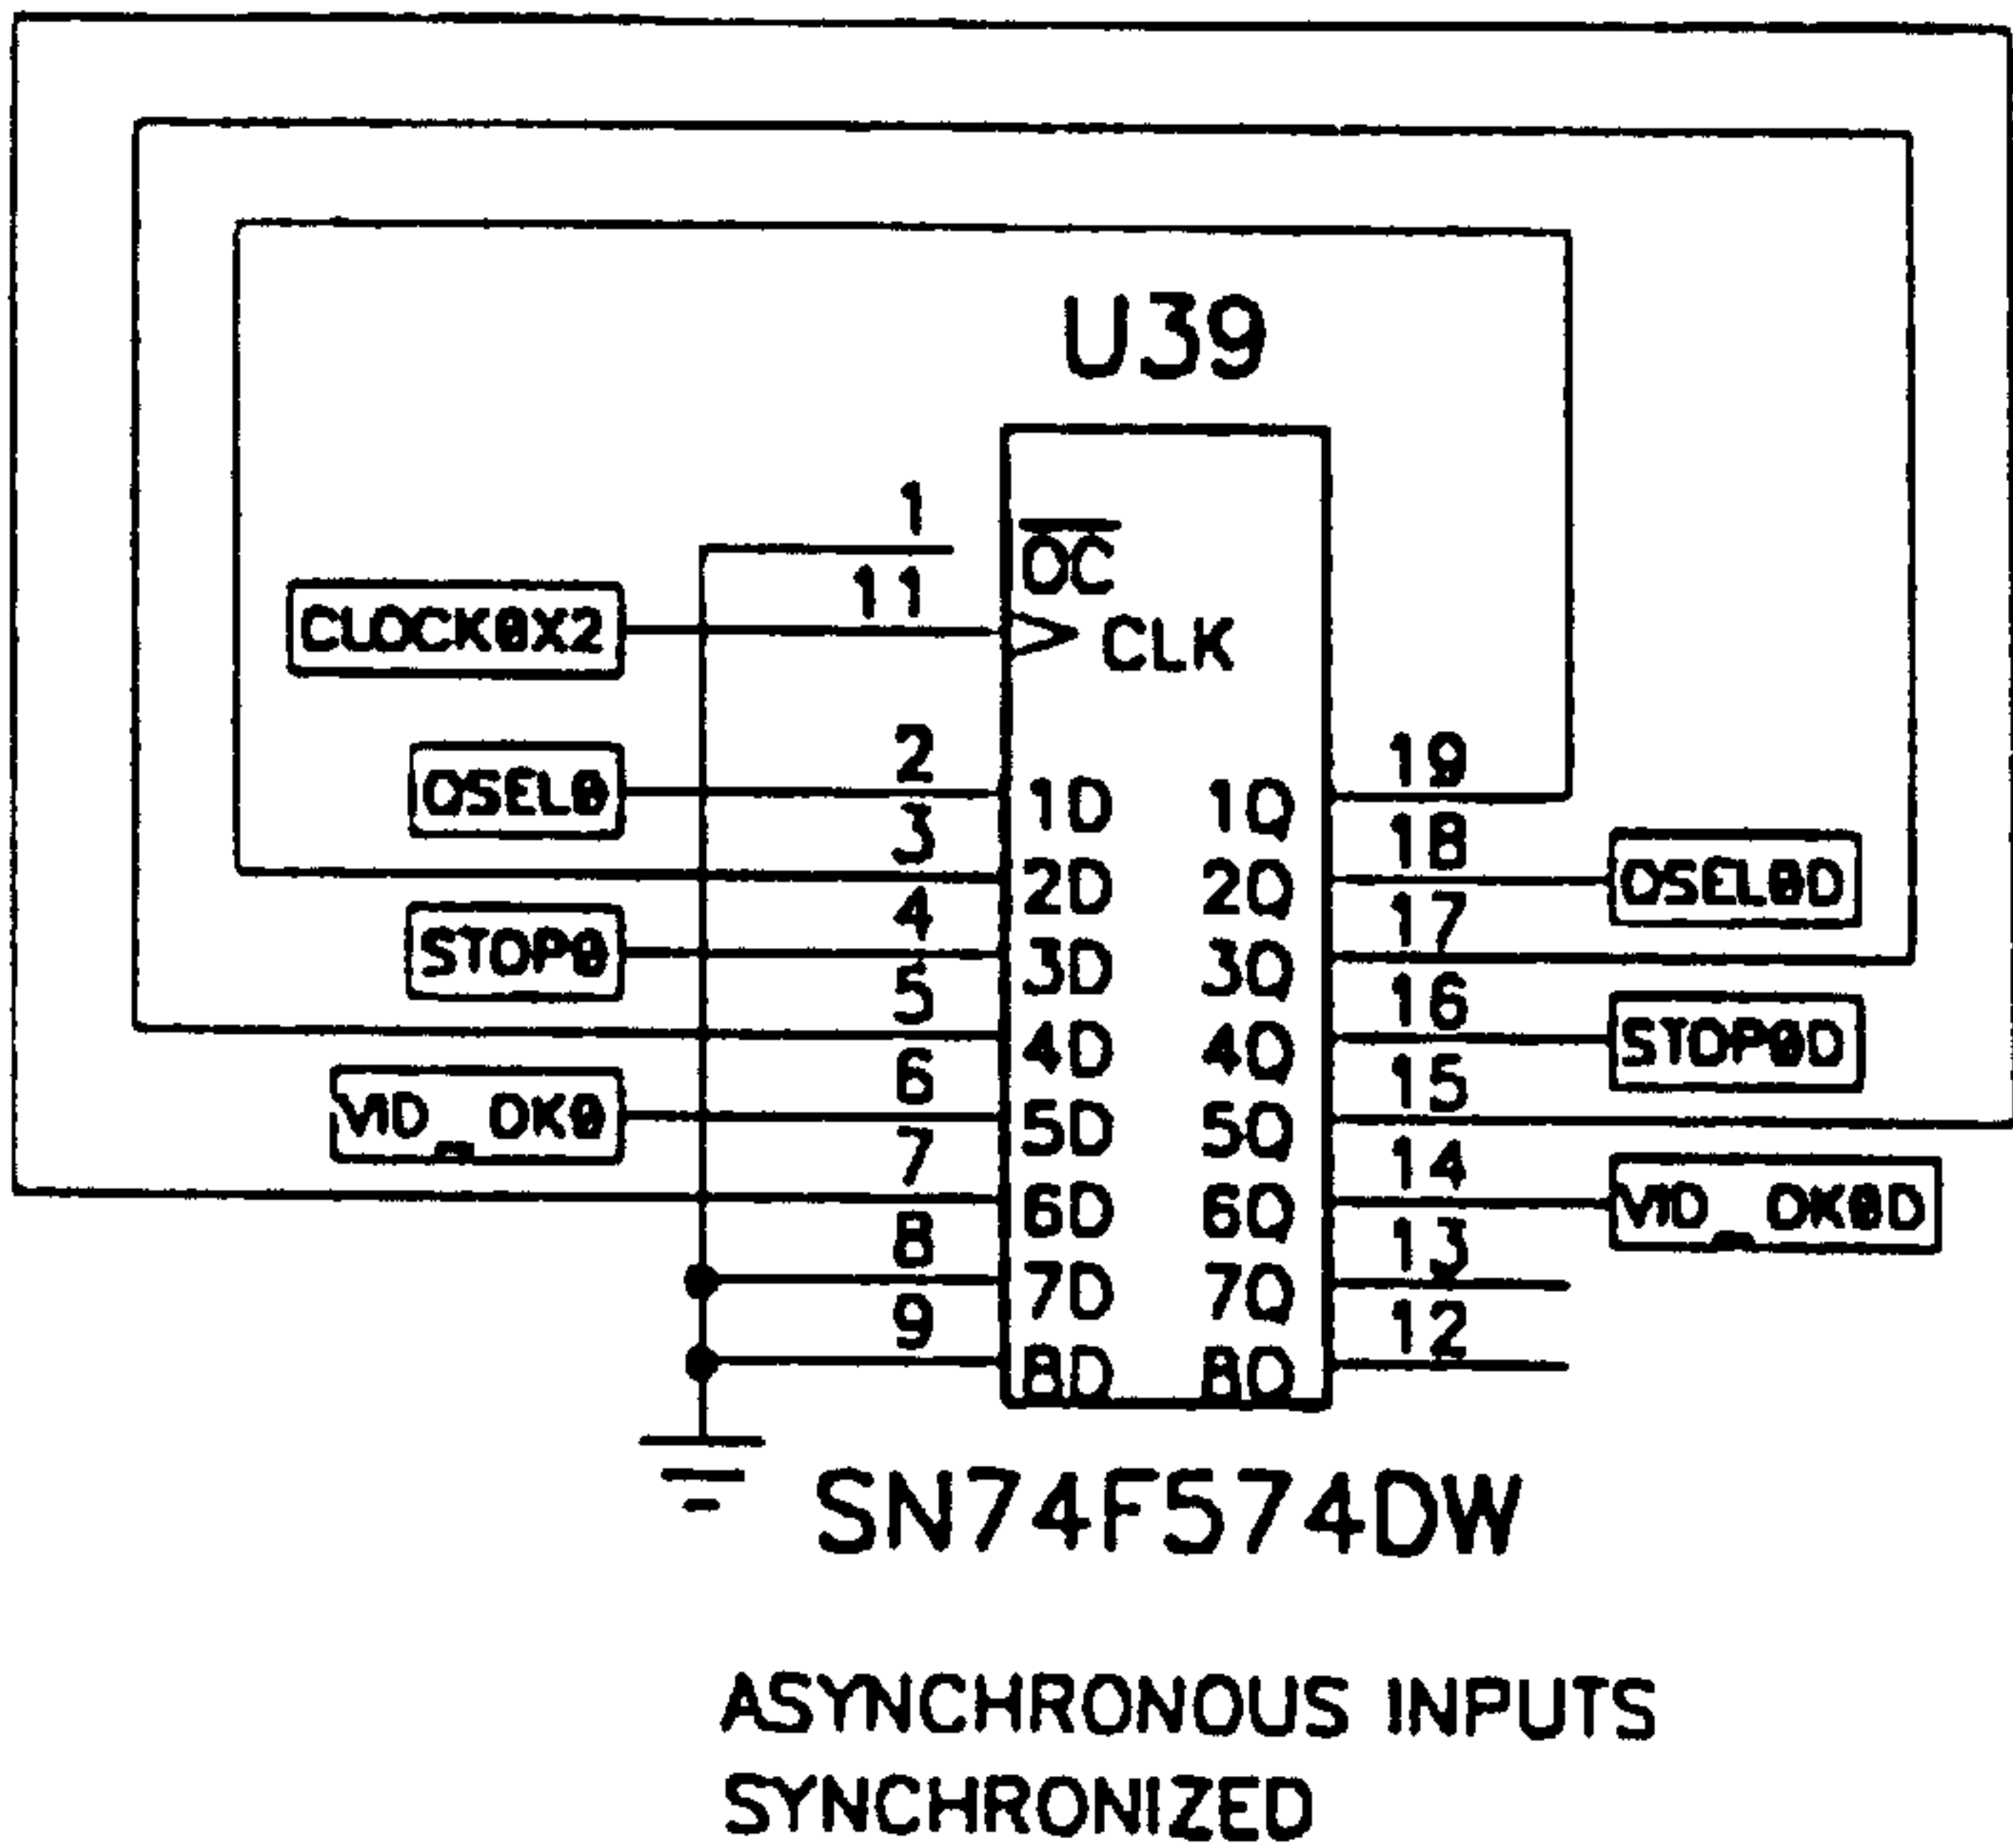 U39
1
OC
11
CLOCK0X2
CLK
2
19
OSEL0
1D 1Q
3
18
2D 2Q
OSEL0D
4
17
STOP0
3D 3Q
5
16
4D 4Q
STOP0D
6
15
VID_OK0
5D 5Q
7
14
6D 6Q
VID_OK0D
8
13
7D 7Q
9
12
8D 8Q
SN74F574DW
ASYNCHRONOUS INPUTS
SYNCHRONIZED